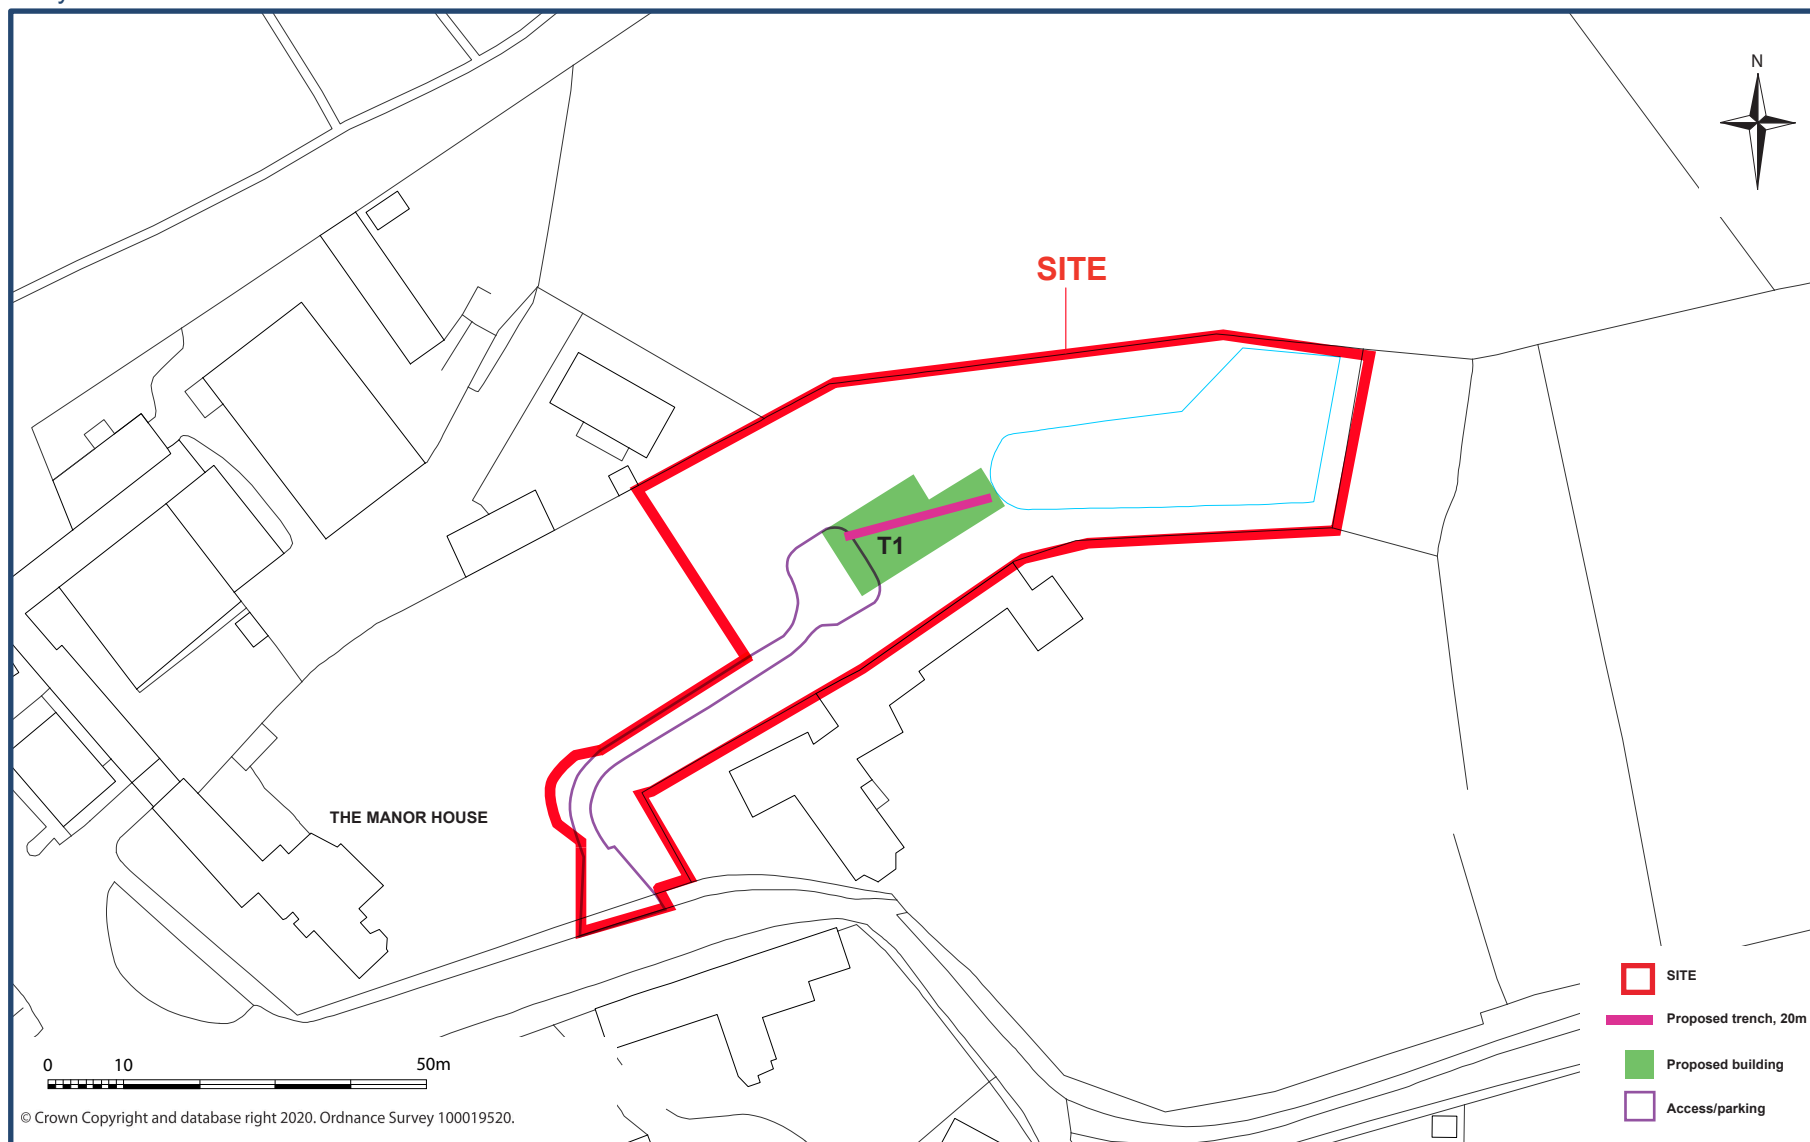 N
SITE
T1
THE MANOR HOUSE
SITE
Proposed trench, 20m
Proposed building
Access/parking
0 10 50m
© Crown Copyright and database right 2020. Ordnance Survey 100019520.